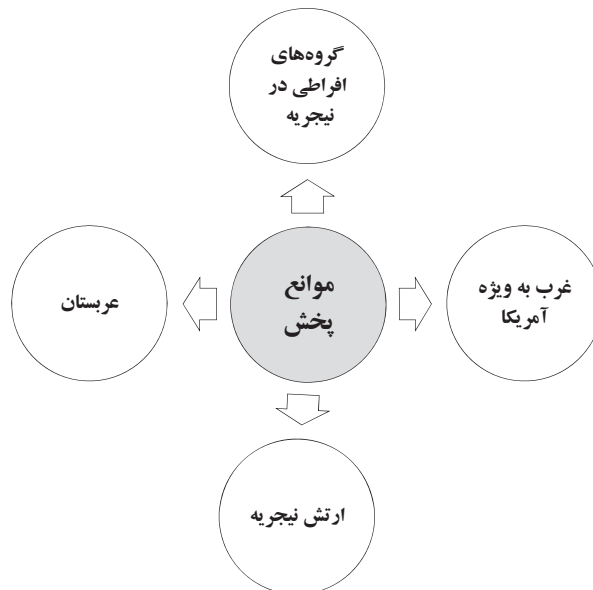 گروه‌های
افراطی در
نیجریه
موانع
پخش
غرب به ویژه
آمریکا
عربستان
ارتش نیجریه